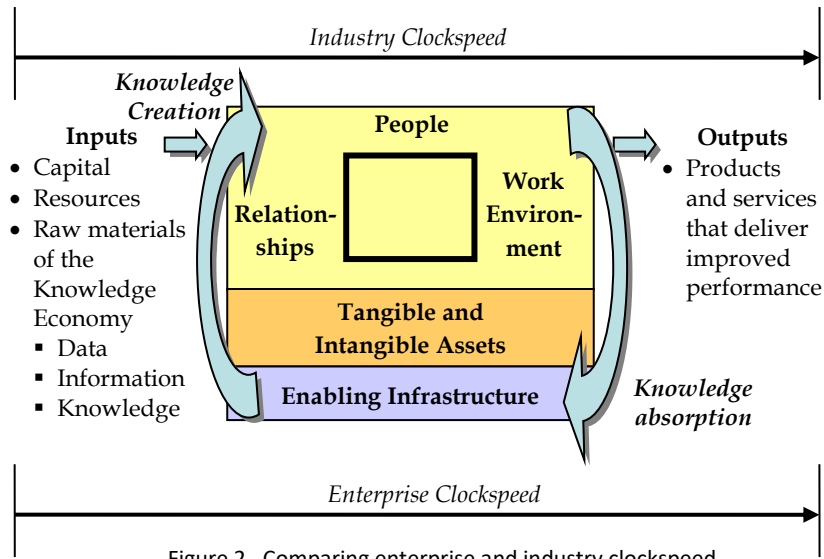 Industry Clockspeed
Knowledge
Creation
Inputs
• Capital
• Resources
• Raw materials
of the
Knowledge
Economy
▪ Data
▪ Information
▪ Knowledge
People
Relation-
ships
Work
Environ-
ment
Tangible and
Intangible Assets
Enabling Infrastructure
Outputs
• Products
and services
that deliver
improved
performance
Knowledge
absorption
Enterprise Clockspeed
Figure 2 Comparing enterprise and industry clockspeed